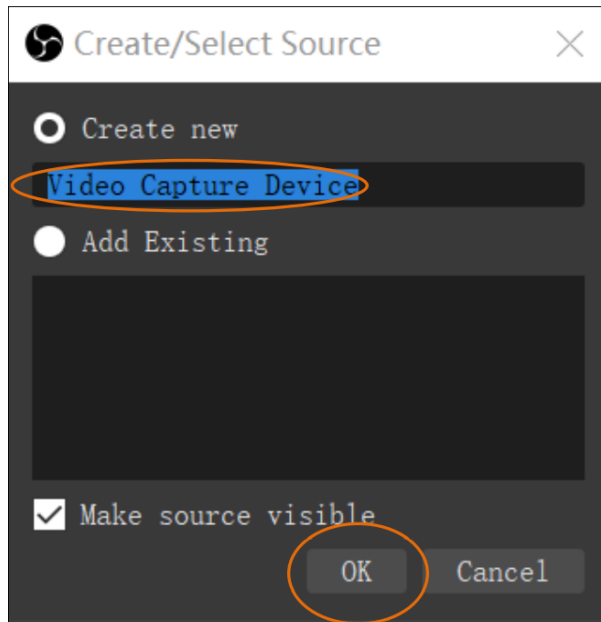 Create/Select Source
Create new
Video Capture Device
Add Existing
Make source visible
OK Cancel